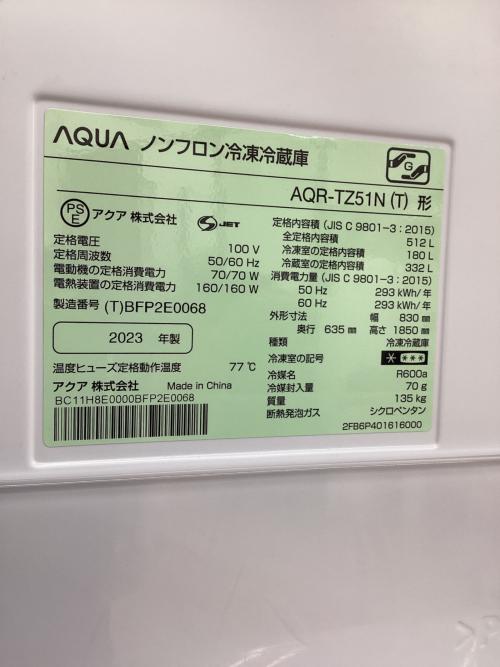 AQUA ノンフロン冷凍冷蔵庫
G
AQR-TZ51N (T) 形
PS E アクア 株式会社 S JET
定格電圧 100 V
定格周波数 50/60 Hz
電動機の定格消費電力 70/70 W
電熱装置の定格消費電力 160/160 W
製造番号 (T)BFP2E0068
2023 年製
温度ヒューズ定格動作温度 77℃
アクア 株式会社 Made in China
BC11H8E0000BFP2E0068
定格内容積 (JIS C 9801-3:2015)
全定格内容積 512 L
冷凍室の定格内容積 180 L
冷蔵室の定格内容積 332 L
消費電力量 (JIS C 9801-3:2015)
50 Hz 293 kWh/年
60 Hz 293 kWh/年
外形寸法 幅 830 mm
奥行 635 mm 高さ 1850 mm
種類 冷凍冷蔵庫
冷凍室の記号 * ***
冷媒名 R600a
冷媒封入量 70 g
質量 135 kg
断熱発泡ガス シクロペンタン
2FB6P401616000